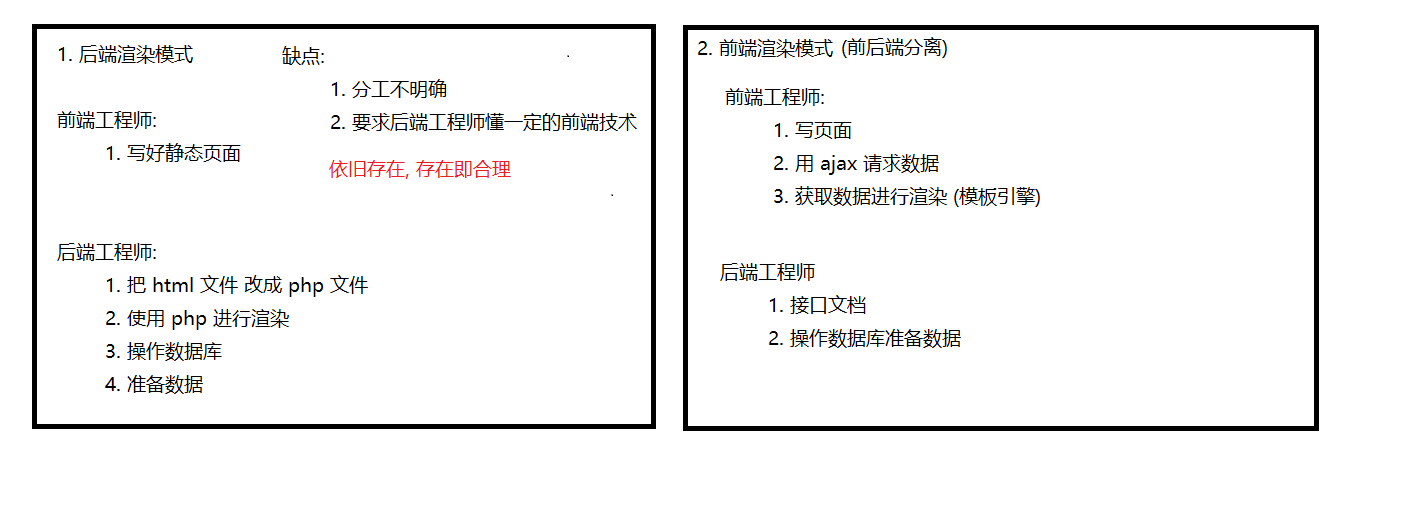 1. 后端渲染模式
缺点:
1. 分工不明确
2. 要求后端工程师懂一定的前端技术
依旧存在, 存在即合理
前端工程师:
1. 写好静态页面
后端工程师:
1. 把 html 文件 改成 php 文件
2. 使用 php 进行渲染
3. 操作数据库
4. 准备数据
2. 前端渲染模式 (前后端分离)
前端工程师:
1. 写页面
2. 用 ajax 请求数据
3. 获取数据进行渲染 (模板引擎)
后端工程师
1. 接口文档
2. 操作数据库准备数据